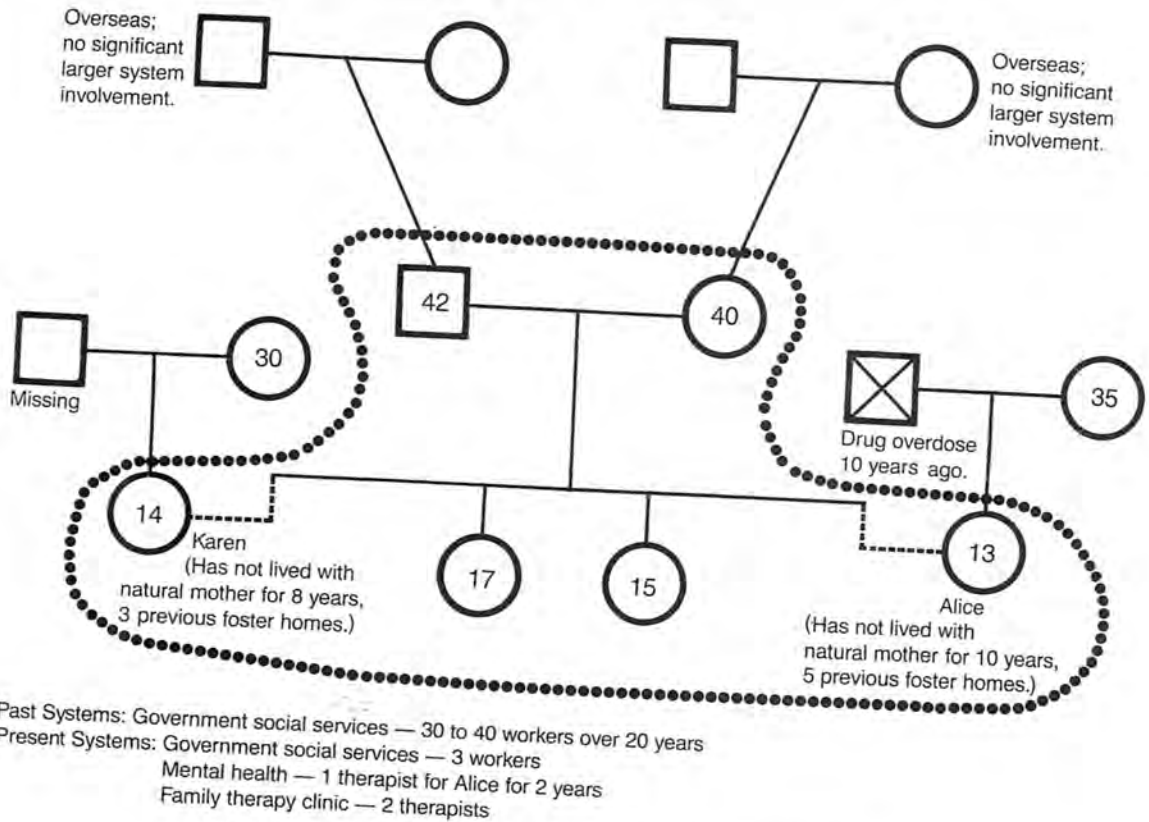 Overseas;
no significant
larger system
involvement.
Overseas;
no significant
larger system
involvement.
42
40
30
Missing
35
Drug overdose
10 years ago.
14
Karen
(Has not lived with
natural mother for 8 years,
3 previous foster homes.)
17
15
13
Alice
(Has not lived with
natural mother for 10 years,
5 previous foster homes.)
Past Systems: Government social services — 30 to 40 workers over 20 years
Present Systems: Government social services — 3 workers
Mental health — 1 therapist for Alice for 2 years
Family therapy clinic — 2 therapists